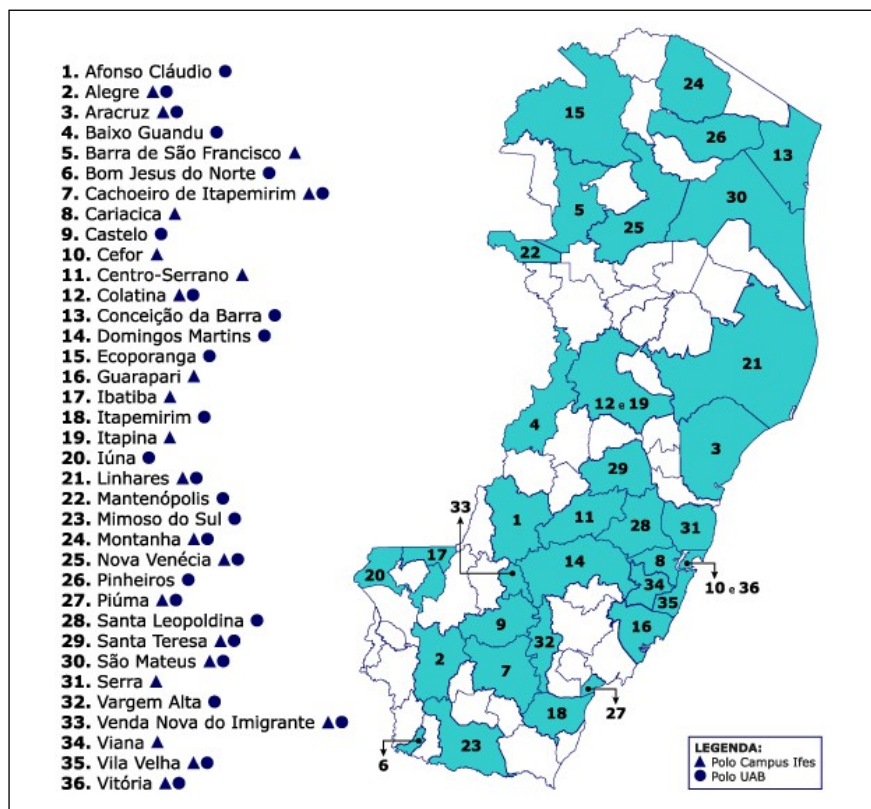 1. Afonso Cláudio
2. Alegre
3. Aracruz
4. Baixo Guandu
5. Barra de São Francisco
6. Bom Jesus do Norte
7. Cachoeiro de Itapemirim
8. Cariacica
9. Castelo
10. Cefor
11. Centro-Serrano
12. Colatina
13. Conceição da Barra
14. Domingos Martins
15. Ecoporanga
16. Guarapari
17. Ibatiba
18. Itapemirim
19. Itapina
20. Iúna
21. Linhares
22. Mantenópolis
23. Mimoso do Sul
24. Montanha
25. Nova Venécia
26. Pinheiros
27. Piúma
28. Santa Leopoldina
29. Santa Teresa
30. São Mateus
31. Serra
32. Vargem Alta
33. Venda Nova do Imigrante
34. Viana
35. Vila Velha
36. Vitória
24
15
26
13
30
5
25
22
21
12 e 19
4
3
29
33
1
11
28
31
17
20
14
8
34
10 e 36
35
9
16
32
2
7
18
27
23
6
LEGENDA:
Polo Campus Ifes
Polo UAB